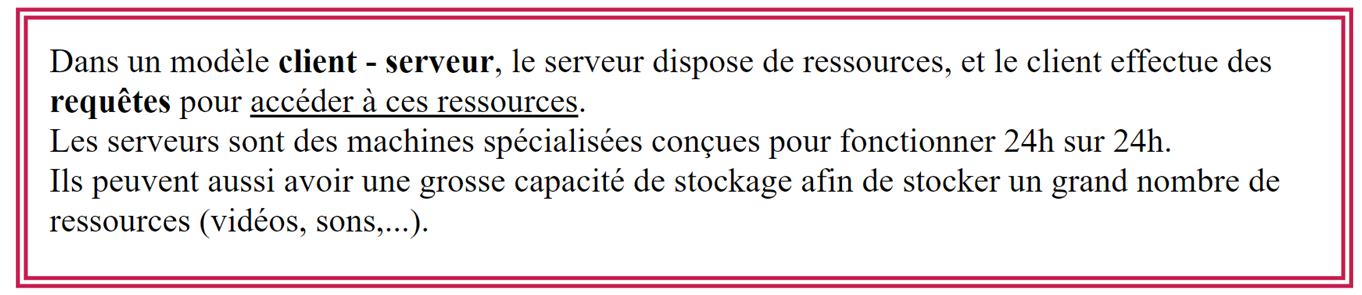 Dans un modèle client - serveur, le serveur dispose de ressources, et le client effectue des
requêtes pour accéder à ces ressources.
Les serveurs sont des machines spécialisées conçues pour fonctionner 24h sur 24h.
Ils peuvent aussi avoir une grosse capacité de stockage afin de stocker un grand nombre de
ressources (vidéos, sons,...).